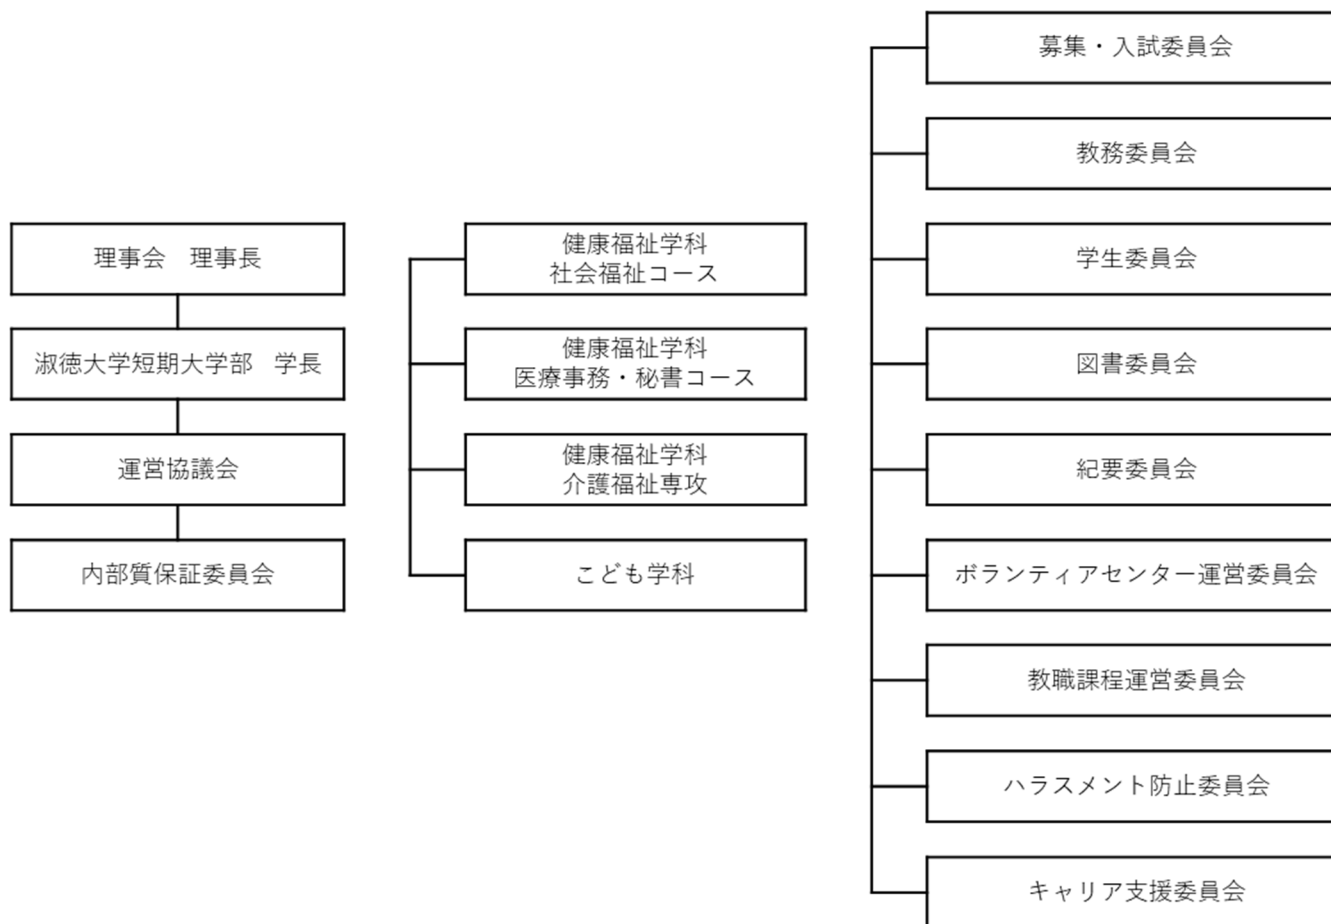 理事会　理事長
淑徳大学短期大学部　学長
運営協議会
内部質保証委員会
健康福祉学科
社会福祉コース
健康福祉学科
医療事務・秘書コース
健康福祉学科
介護福祉専攻
こども学科
募集・入試委員会
教務委員会
学生委員会
図書委員会
紀要委員会
ボランティアセンター運営委員会
教職課程運営委員会
ハラスメント防止委員会
キャリア支援委員会